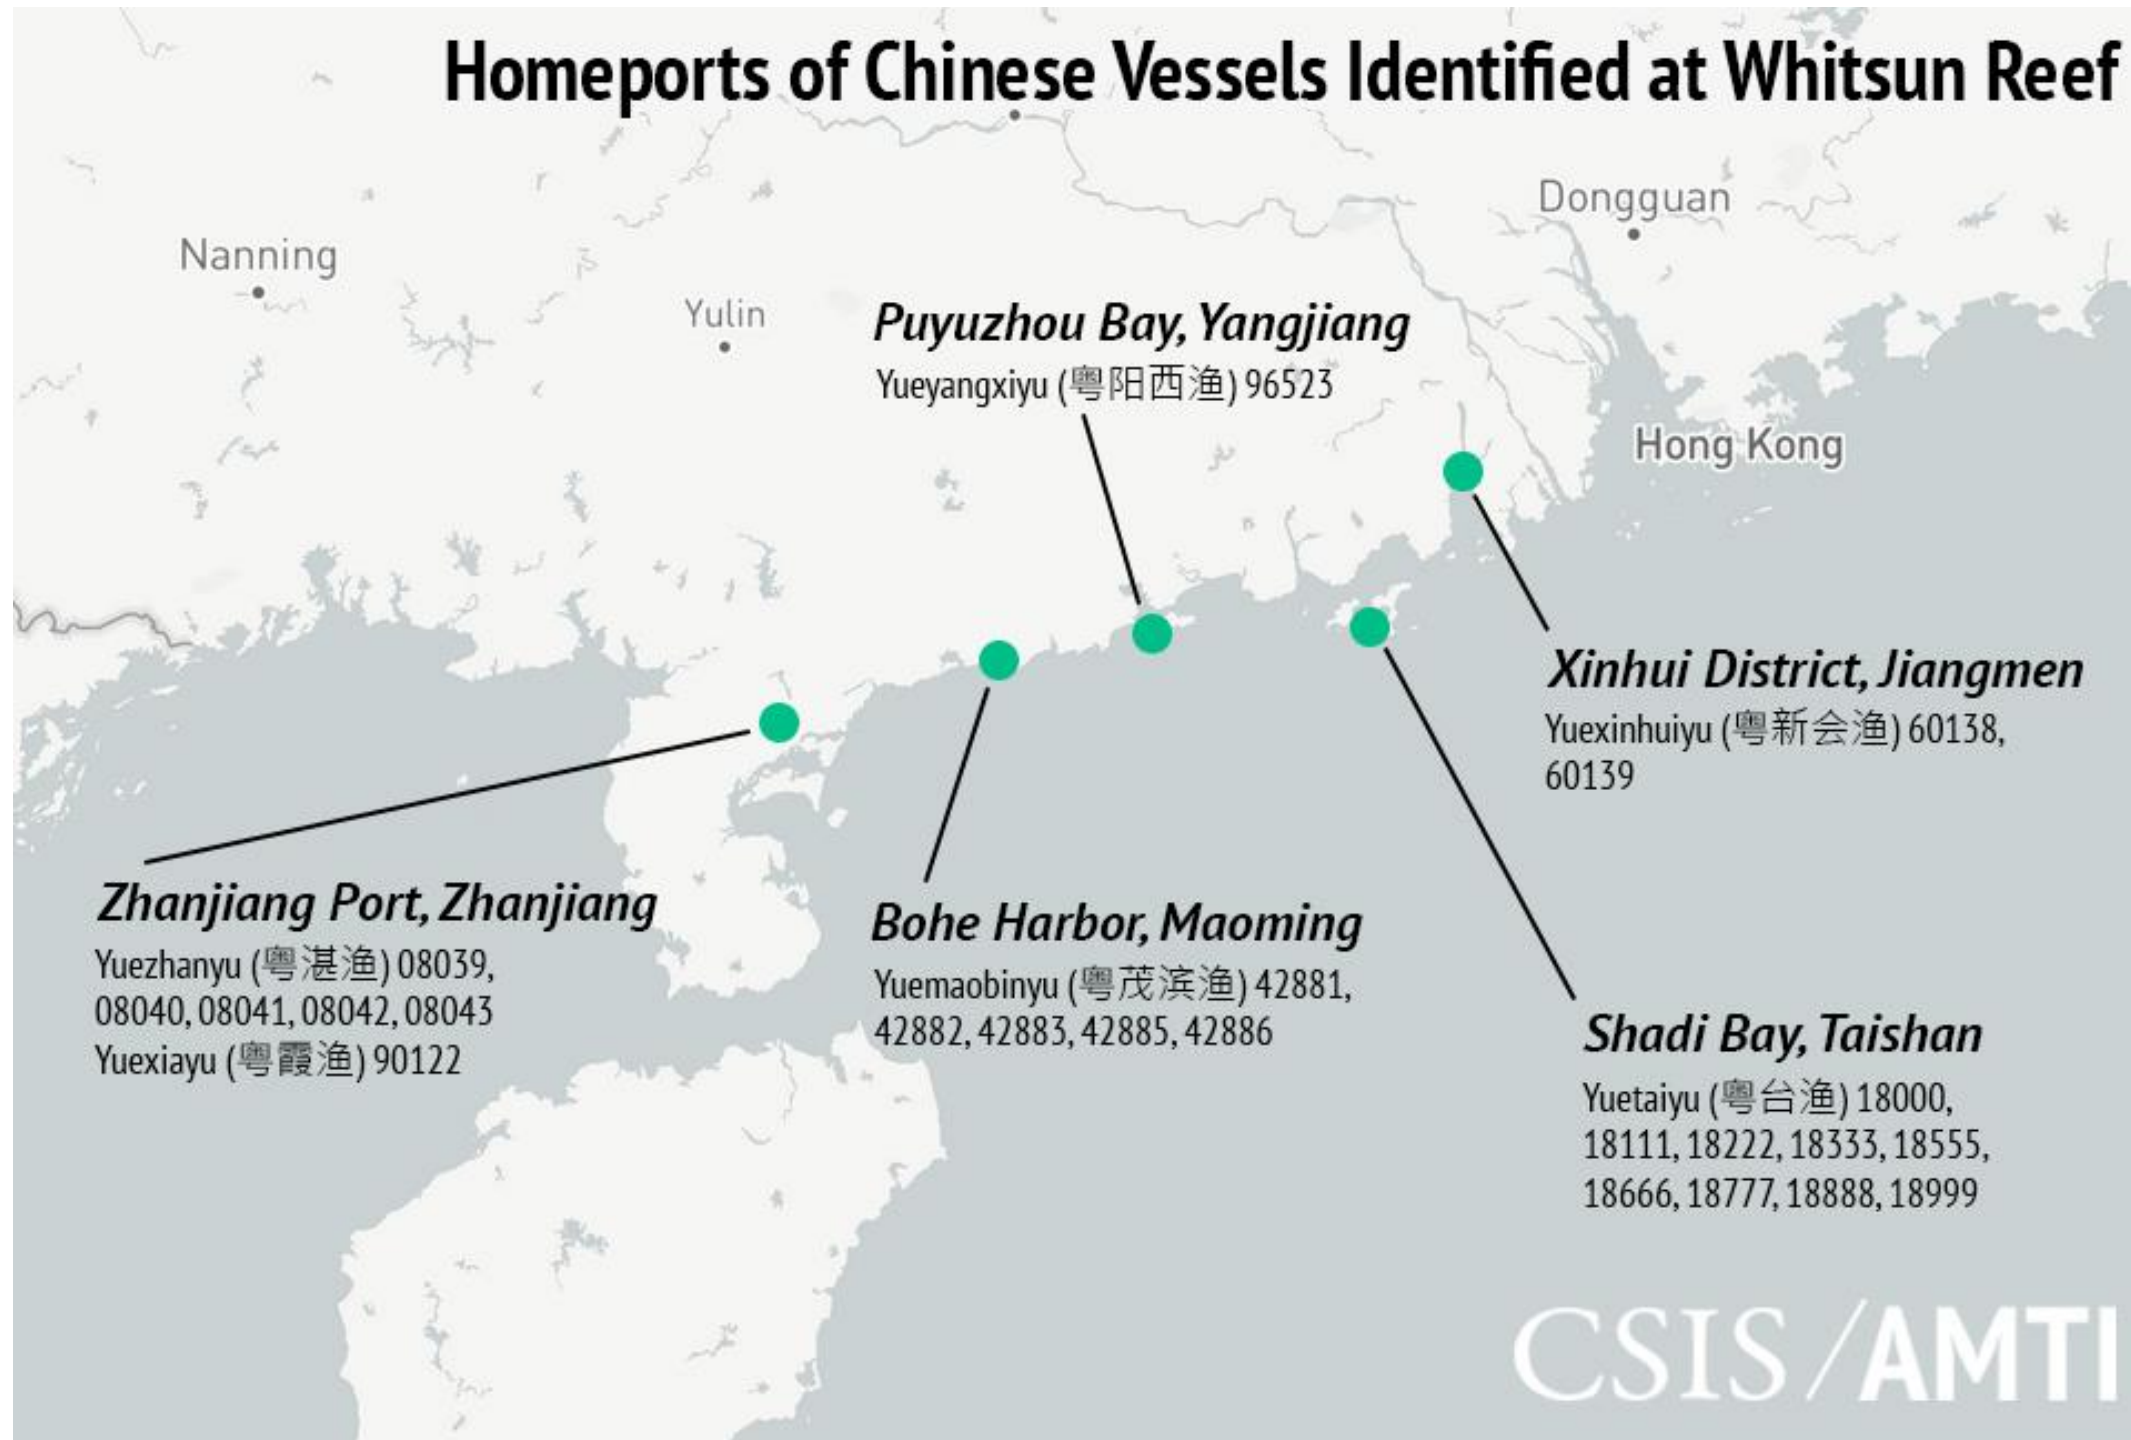 Homeports of Chinese Vessels Identified at Whitsun Reef
Dongguan
Nanning
Yulin
Puyuzhou Bay, Yangjiang
Yueyangxiyu (粤阳西渔) 96523
Hong Kong
Xinhui District, Jiangmen
Yuexinhuiyu (粤新会渔) 60138,
60139
Zhanjiang Port, Zhanjiang
Yuezhanyu (粤湛渔) 08039,
08040, 08041, 08042, 08043
Yuexiayu (粤霞渔) 90122
Bohe Harbor, Maoming
Yuemaobinyu (粤茂滨渔) 42881,
42882, 42883, 42885, 42886
Shadi Bay, Taishan
Yuetaiyu (粤台渔) 18000,
18111, 18222, 18333, 18555,
18666, 18777, 18888, 18999
CSIS/AMTI